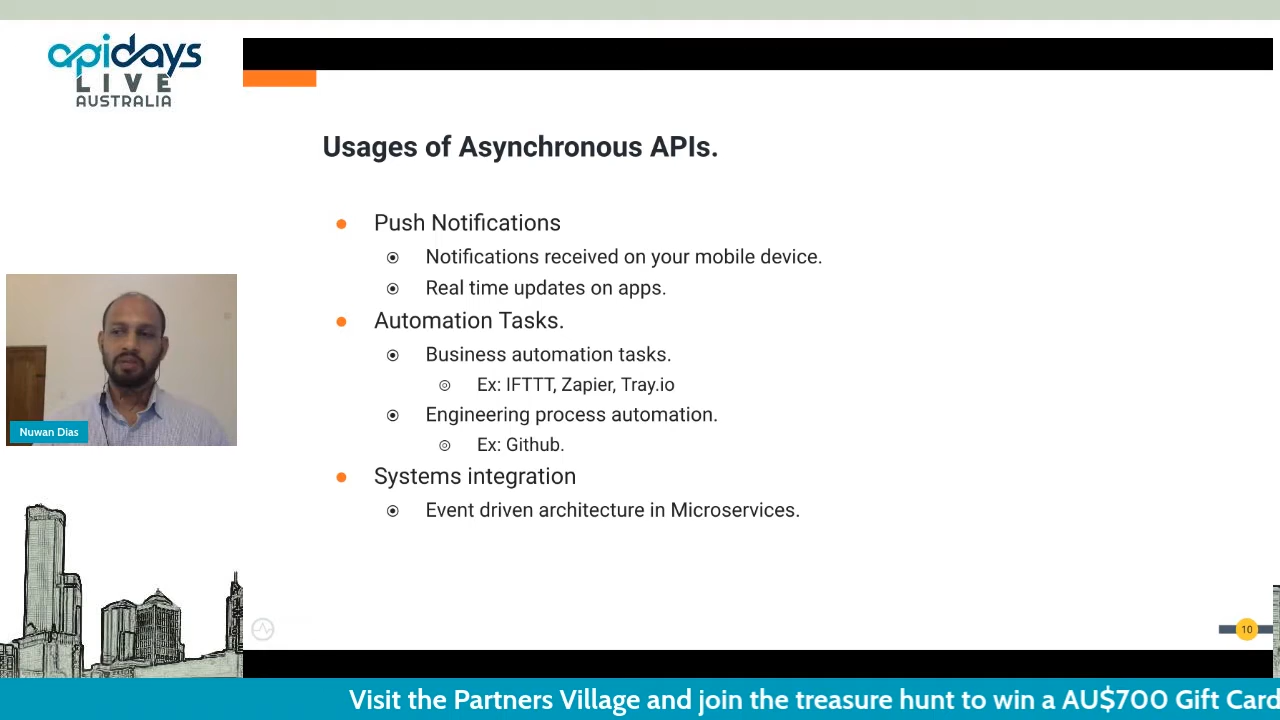 apidays
LIVE
AUSTRALIA
Usages of Asynchronous APIs.
Push Notifications
Notifications received on your mobile device.
Real time updates on apps.
Automation Tasks.
Business automation tasks.
Ex: IFTTT, Zapier, Tray.io
Engineering process automation.
Ex: Github.
Systems integration
Event driven architecture in Microservices.
Nuwan Dias
10
Visit the Partners Village and join the treasure hunt to win a AU$700 Gift Card